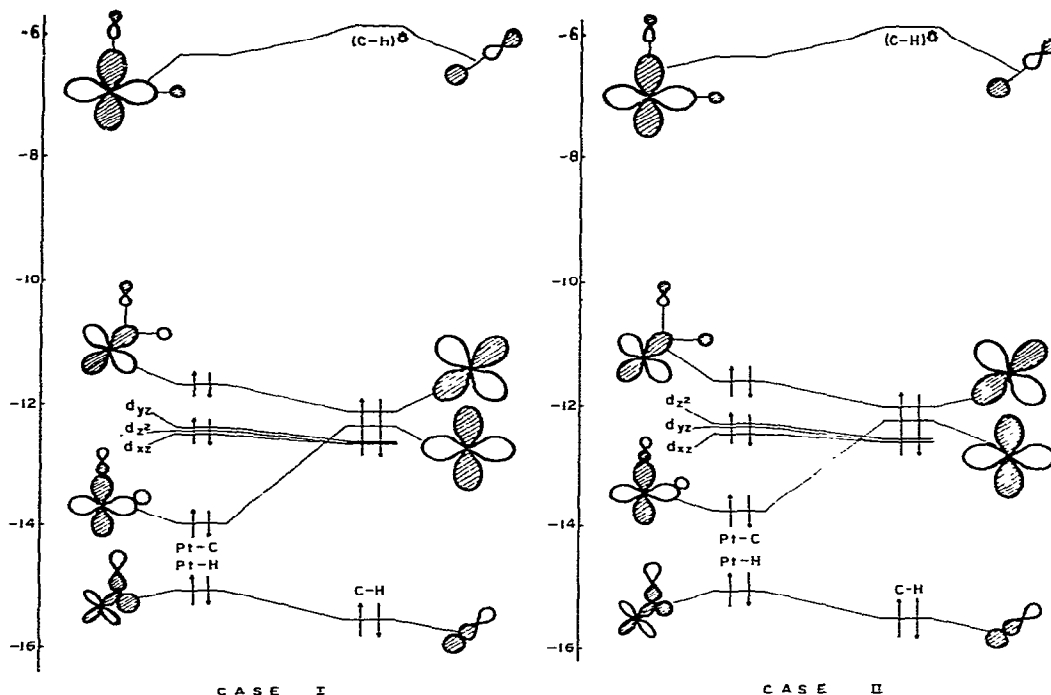 -6
-8
-10
-12
-14
-16
(C-H)*
dyz
dz²
dxz
Pt-C
Pt-H
C-H
CASE I
-6
-8
-10
-12
-14
-16
(C-H)*
dz²
dyz
dxz
Pt-C
Pt-H
C-H
CASE II